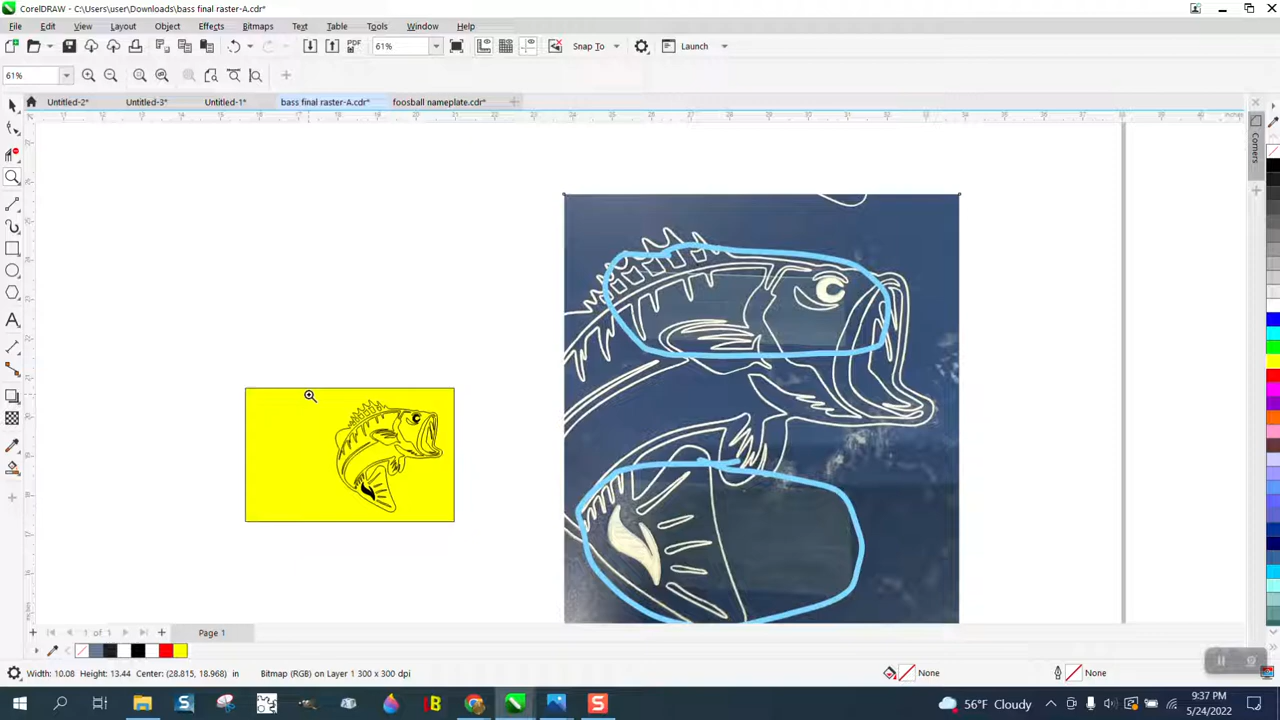 CorelDRAW - C:\Users\user\Downloads\bass final raster-A.cdr*
File Edit View Layout Object Effects Bitmaps Text Table Tools Window Help
PDF 61% Snap To Launch
61%
Untitled-2* Untitled-3* Untitled-1* bass final raster-A.cdr* foosball nameplate.cdr*
Corners
1 of 1 Page 1
Width: 10.08 Height: 13.44 Center: (28.815, 18.968) in Bitmap (RGB) on Layer 1 300 x 300 dpi None None
56°F Cloudy 9:37 PM
5/24/2022